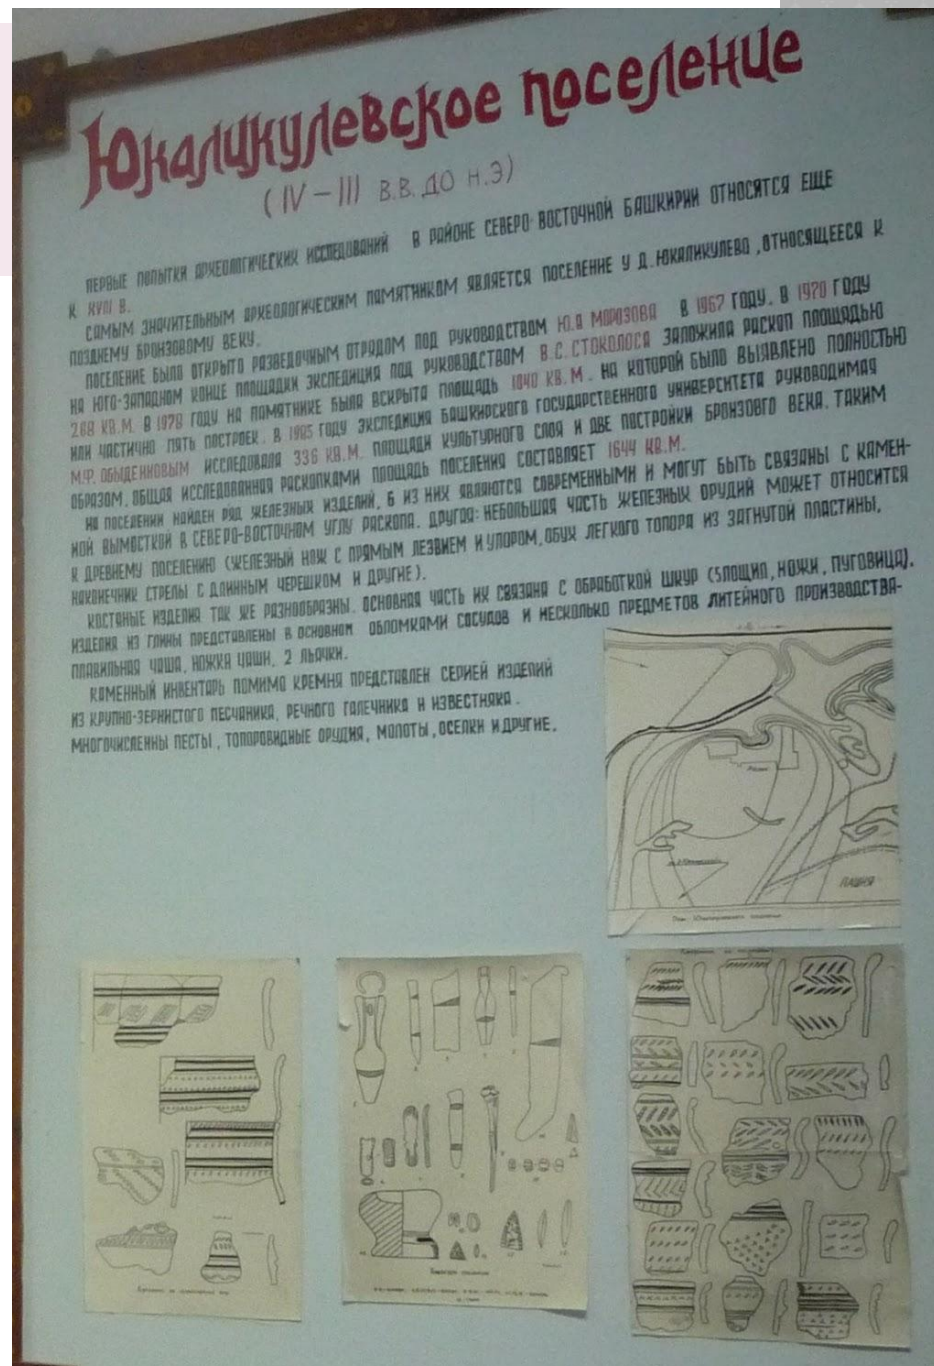 Юкаликулевское поселение
(IV – III В.В. ДО Н.Э)
ПЕРВЫЕ ПОПЫТКИ АРХЕОЛОГИЧЕСКИХ ИССЛЕДОВАНИЙ В РАЙОНЕ СЕВЕРО-ВОСТОЧНОЙ БАШКИРИИ ОТНОСЯТСЯ ЕЩЕ
К XVIII В.
САМЫМ ЗНАЧИТЕЛЬНЫМ АРХЕОЛОГИЧЕСКИМ ПАМЯТНИКОМ ЯВЛЯЕТСЯ ПОСЕЛЕНИЕ У Д. ЮКАЛИКУЛЕВО, ОТНОСЯЩЕЕСЯ К
ПОЗДНЕМУ БРОНЗОВОМУ ВЕКУ.
ПОСЕЛЕНИЕ БЫЛО ОТКРЫТО РАЗВЕДОЧНЫМ ОТРЯДОМ ПОД РУКОВОДСТВОМ Ю.А МОРОЗОВА В 1967 ГОДУ. В 1970 ГОДУ
НА ЮГО-ЗАПАДНОМ КОНЦЕ ПЛОЩАДКИ ЭКСПЕДИЦИЯ ПОД РУКОВОДСТВОМ В.С. СТОКОЛОСА ЗАЛОЖИЛА РАСКОП ПЛОЩАДЬЮ
268 КВ.М. В 1978 ГОДУ НА ПАМЯТНИКЕ БЫЛА ВСКРЫТА ПЛОЩАДЬ 1040 КВ.М. НА КОТОРОЙ БЫЛО ВЫЯВЛЕНО ПОЛНОСТЬЮ
ИЛИ ЧАСТИЧНО ПЯТЬ ПОСТРОЕК. В 1985 ГОДУ ЭКСПЕДИЦИЯ БАШКИРСКОГО ГОСУДАРСТВЕННОГО УНИВЕРСИТЕТА РУКОВОДИМАЯ
М.Ф. ОБЫДЕННОВЫМ ИССЛЕДОВАЛА 336 КВ.М. ПЛОЩАДИ КУЛЬТУРНОГО СЛОЯ И ДВЕ ПОСТРОЙКИ БРОНЗОВГО ВЕКА. ТАКИМ
ОБРАЗОМ, ОБЩАЯ ИССЛЕДОВАННАЯ РАСКОПКАМИ ПЛОЩАДЬ ПОСЕЛЕНИЯ СОСТАВЛЯЕТ 1644 КВ.М.
НА ПОСЕЛЕНИИ НАЙДЕН РЯД ЖЕЛЕЗНЫХ ИЗДЕЛИЙ, 6 ИЗ НИХ ЯВЛЯЮТСЯ СОВРЕМЕННЫМИ И МОГУТ БЫТЬ СВЯЗАНЫ С КАМЕН-
НОЙ ВЫМОСТКОЙ В СЕВЕРО-ВОСТОЧНОМ УГЛУ РАСКОПА. ДРУГАЯ: НЕБОЛЬШАЯ ЧАСТЬ ЖЕЛЕЗНЫХ ОРУДИЙ МОЖЕТ ОТНОСИТСЯ
К ДРЕВНЕМУ ПОСЕЛЕНИЮ (ЖЕЛЕЗНЫЙ НОЖ С ПРЯМЫМ ЛЕЗВИЕМ И УПОРОМ, ОБУХ ЛЕГКОГО ТОПОРА ИЗ ЗАГНУТОЙ ПЛАСТИНЫ,
НАКОНЕЧНИК СТРЕЛЫ С ДЛИННЫМ ЧЕРЕШКОМ И ДРУГИЕ).
КОСТЯНЫЕ ИЗДЕЛИЯ ТАК ЖЕ РАЗНООБРАЗНЫ. ОСНОВНАЯ ЧАСТЬ ИХ СВЯЗАНА С ОБРАБОТКОЙ ШКУР (5 ЛОЩИЛ, НОЖИ, ПУГОВИЦА).
ИЗДЕЛИЯ ИЗ ГЛИНЫ ПРЕДСТАВЛЕНЫ В ОСНОВНОМ ОБЛОМКАМИ СОСУДОВ И НЕСКОЛЬКО ПРЕДМЕТОВ ЛИТЕЙНОГО ПРОИЗВОДСТВА-
ПЛАВИЛЬНАЯ ЧАША, НОЖКА ЧАШИ, 2 ЛЬЯЧКИ.
КАМЕННЫЙ ИНВЕНТАРЬ ПОМИМО КРЕМНЯ ПРЕДСТАВЛЕН СЕРИЕЙ ИЗДЕЛИЙ
ИЗ КРУПНО-ЗЕРНИСТОГО ПЕСЧАНИКА, РЕЧНОГО ГАЛЕЧНИКА И ИЗВЕСТНЯКА.
МНОГОЧИСЛЕННЫ ПЕСТЫ, ТОПОРОВИДНЫЕ ОРУДИЯ, МОЛОТЫ, ОСЕЛКИ И ДРУГИЕ.
ПАШНЯ